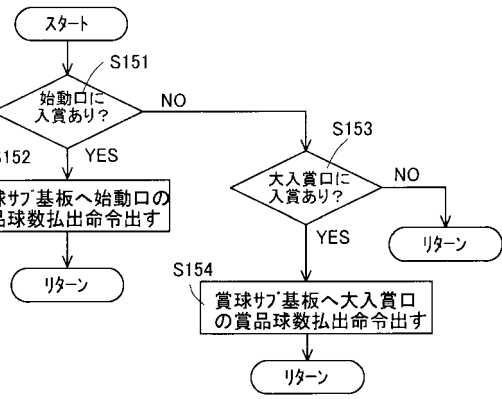 スタート
S151
始動口に
入賞あり?
NO
S152
YES
球サブ基板へ始動口の
品球数払出命令出す
リターン
S153
大入賞口に
入賞あり?
NO
YES
リターン
S154
賞球サブ基板へ大入賞口
の賞品球数払出命令出す
リターン